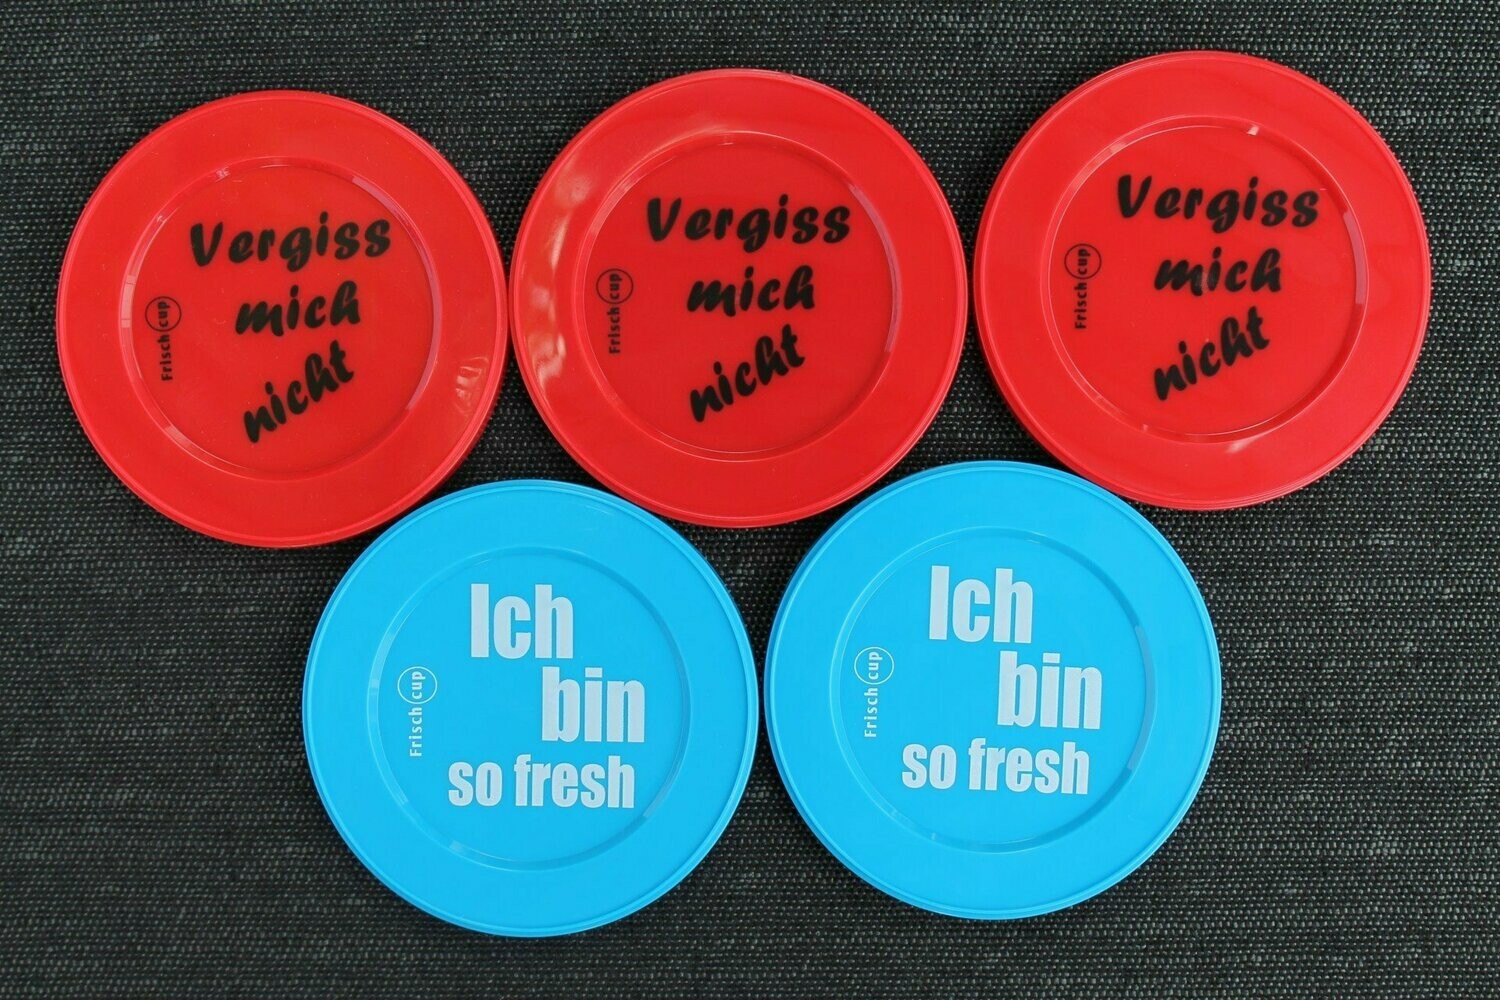 Vergiss
mich
nicht
Frisch cup
Vergiss
mich
nicht
Frisch cup
Vergiss
mich
nicht
Frisch cup
Ich
bin
so fresh
Frisch cup
Ich
bin
so fresh
Frisch cup